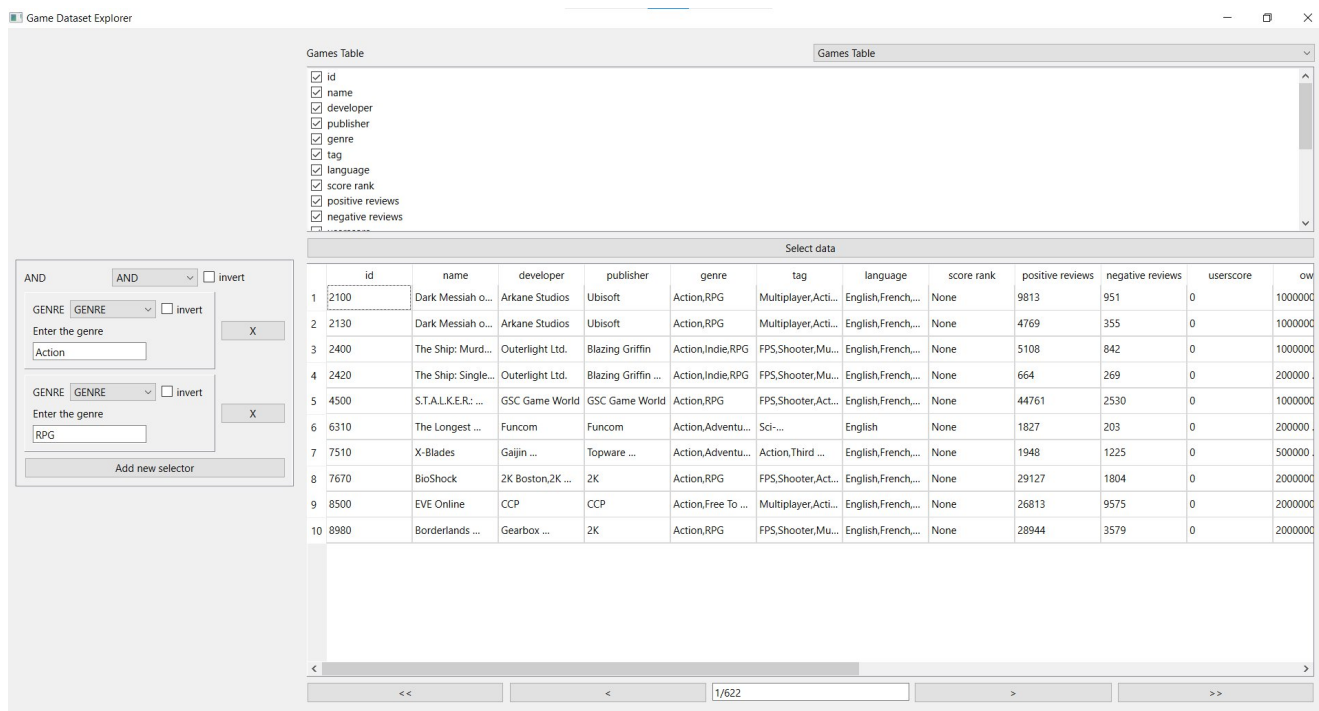 Game Dataset Explorer
Games Table
Games Table
id
name
developer
publisher
genre
tag
language
score rank
positive reviews
negative reviews
Select data
AND AND invert
GENRE GENRE invert
Enter the genre X
Action
GENRE GENRE invert
Enter the genre X
RPG
Add new selector
id name developer publisher genre tag language score rank positive reviews negative reviews userscore ow
1 2100 Dark Messiah o... Arkane Studios Ubisoft Action,RPG Multiplayer,Acti... English,French,... None 9813 951 0 1000000
2 2130 Dark Messiah o... Arkane Studios Ubisoft Action,RPG Multiplayer,Acti... English,French,... None 4769 355 0 1000000
3 2400 The Ship: Murd... Outerlight Ltd. Blazing Griffin Action,Indie,RPG FPS,Shooter,Mu... English,French,... None 5108 842 0 1000000
4 2420 The Ship: Single... Outerlight Ltd. Blazing Griffin ... Action,Indie,RPG FPS,Shooter,Mu... English,French,... None 664 269 0 200000 .
5 4500 S.T.A.L.K.E.R.: ... GSC Game World GSC Game World Action,RPG FPS,Shooter,Act... English,French,... None 44761 2530 0 1000000
6 6310 The Longest ... Funcom Funcom Action,Adventu... Sci-... English None 1827 203 0 200000 .
7 7510 X-Blades Gaijin ... Topware ... Action,Adventu... Action,Third ... English,French,... None 1948 1225 0 500000 .
8 7670 BioShock 2K Boston,2K ... 2K Action,RPG FPS,Shooter,Act... English,French,... None 29127 1804 0 2000000
9 8500 EVE Online CCP CCP Action,Free To ... Multiplayer,Acti... English,French,... None 26813 9575 0 2000000
10 8980 Borderlands ... Gearbox ... 2K Action,RPG FPS,Shooter,Mu... English,French,... None 28944 3579 0 2000000
<< < 1/622 > >>